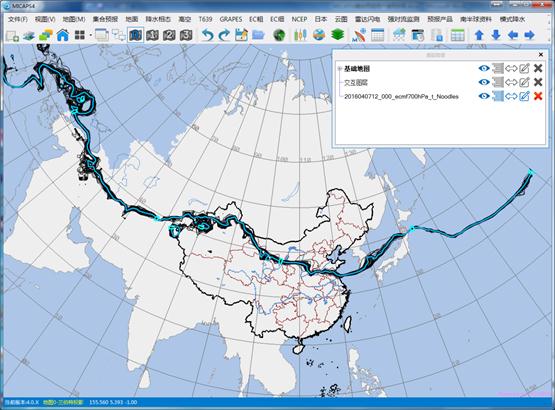 MICAPS4
文件(F) 视图(V) 地图(M) 集合预报 地面 降水相态 高空 T639 GRAPES EC粗 EC细 NCEP 日本 云图 雷达闪电 强对流监测 预报产品 南半球资料 模式降水
基础地图
交互图层
2016040712_000_ecmf700hPa_t_Noodles
当前版本:4.0.X 地图0-兰伯特投影 155.560 5.393 -1.00